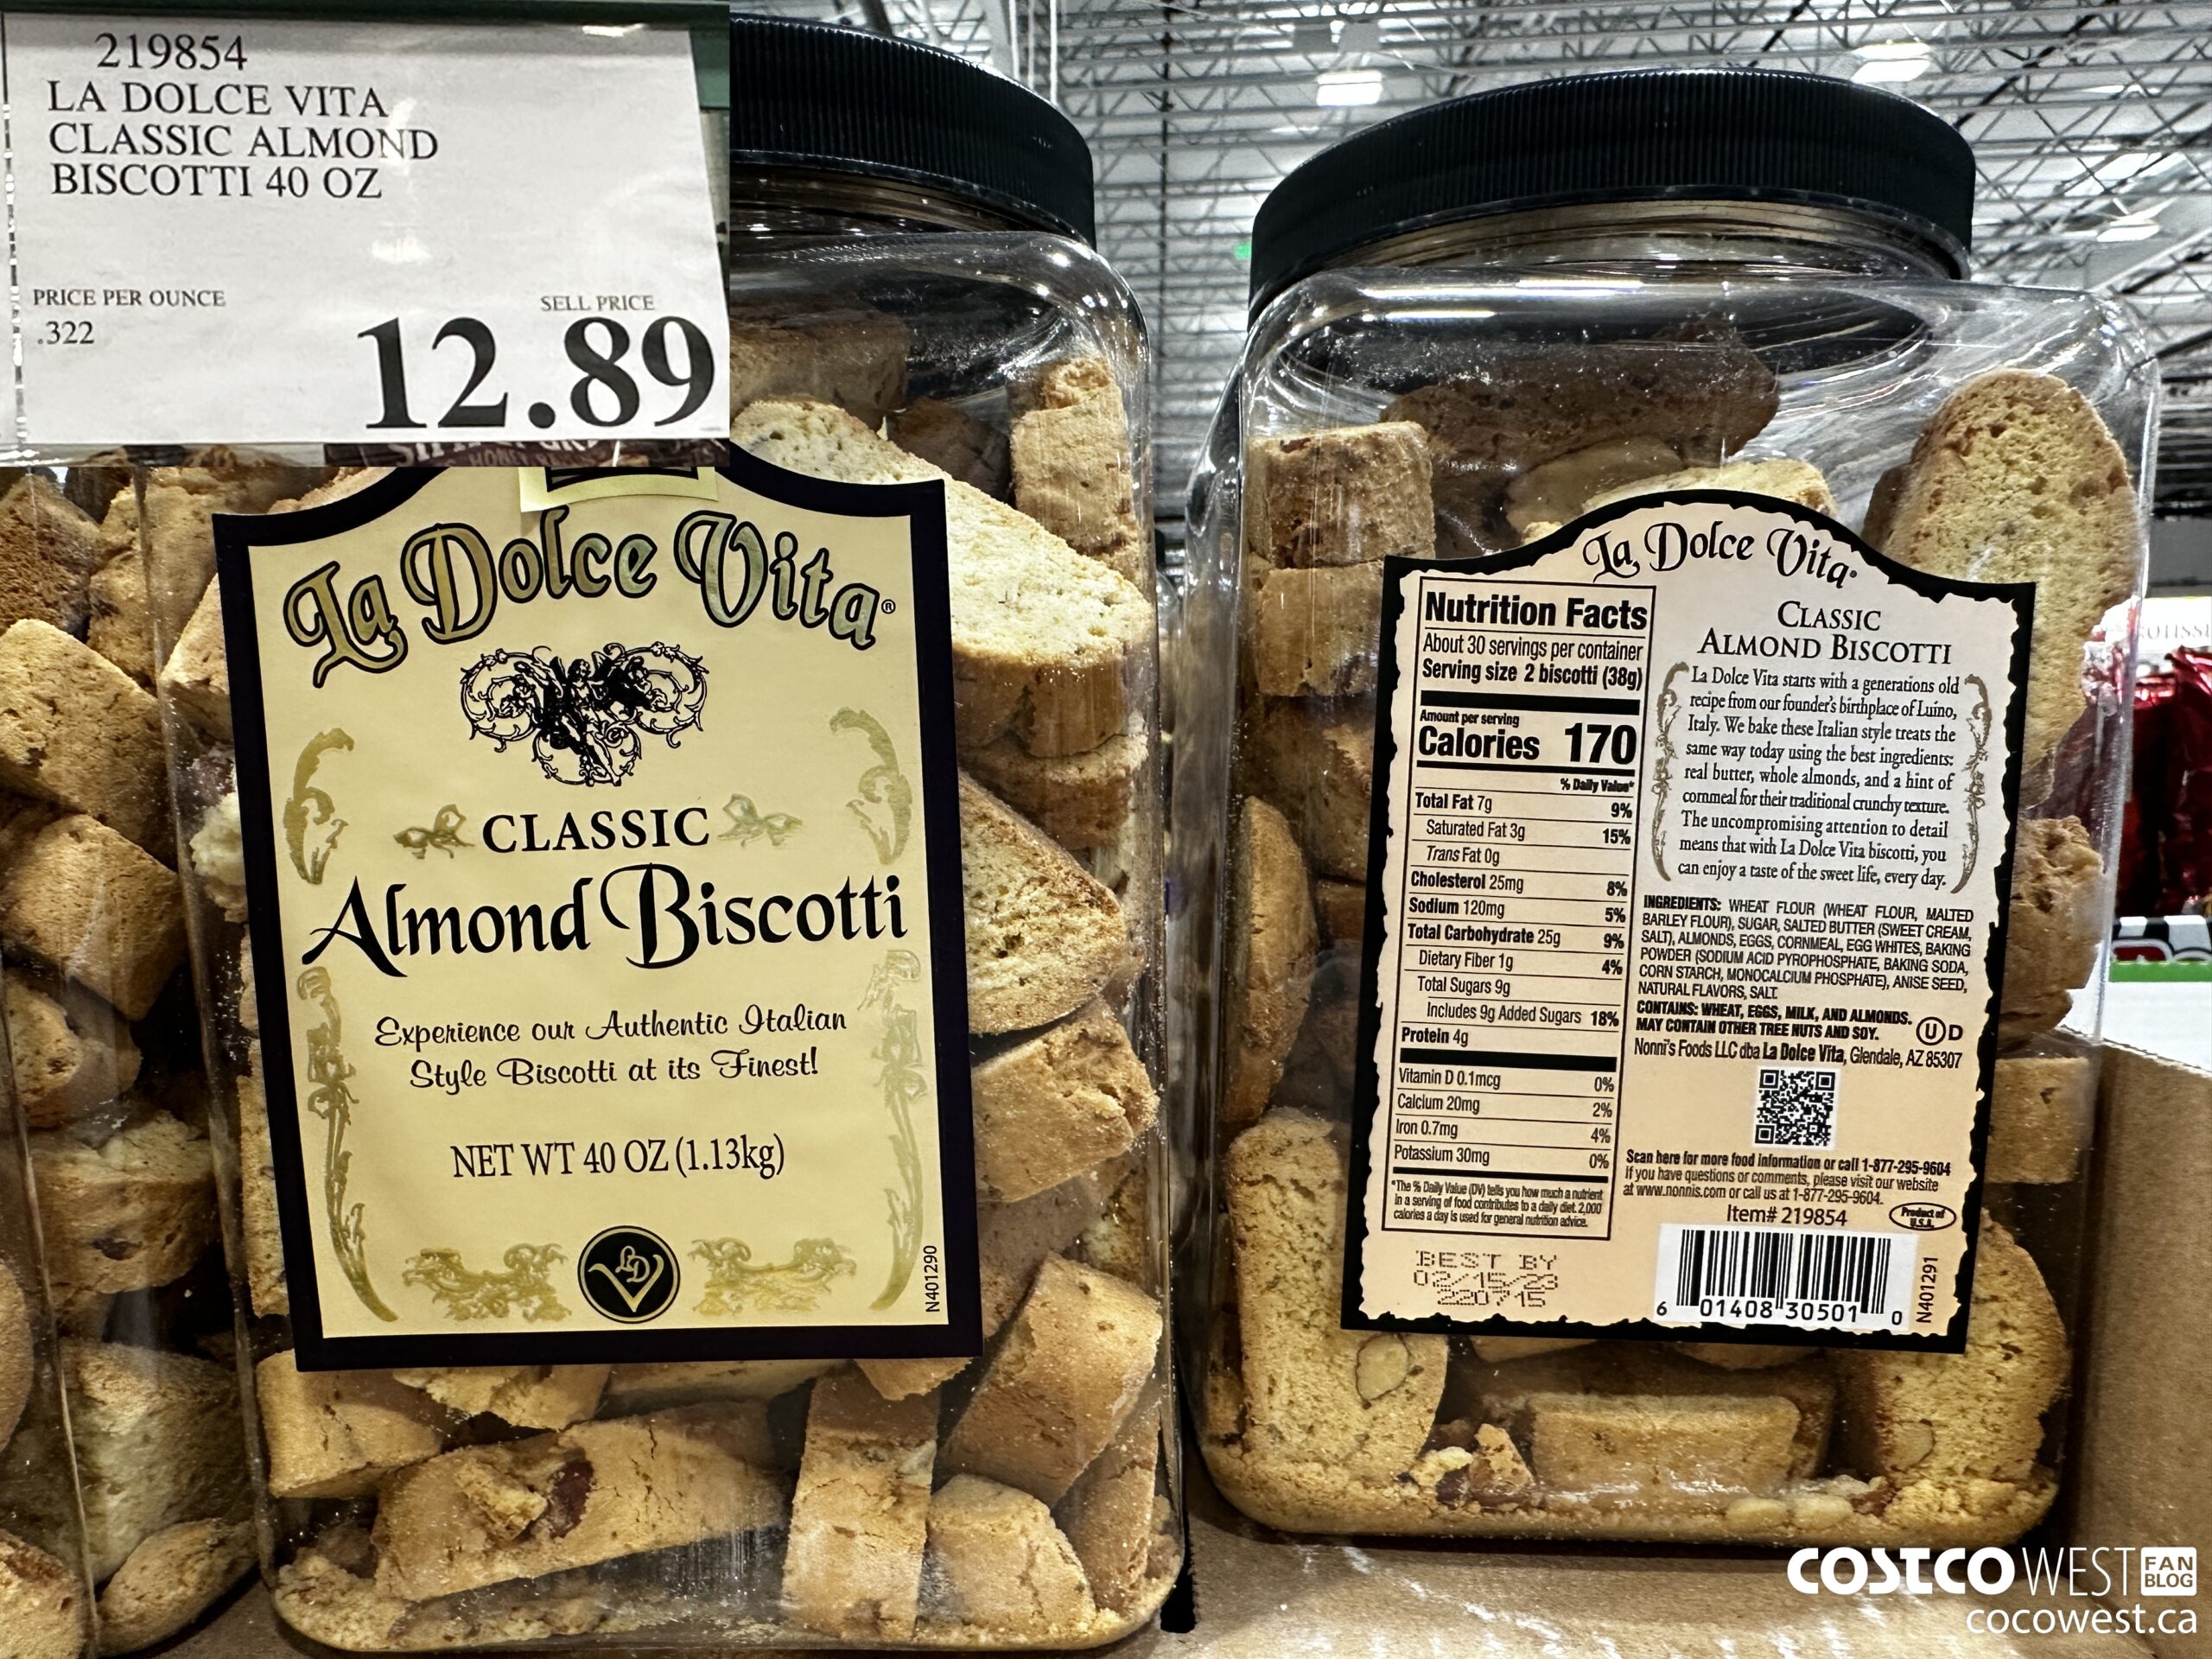 219854
LA DOLCE VITA
CLASSIC ALMOND
BISCOTTI 40 OZ
PRICE PER OUNCE
.322
SELL PRICE
12.89
HONEY
La Dolce Vita®
CLASSIC
Almond Biscotti
Experience our Authentic Italian
Style Biscotti at its Finest!
NET WT 40 OZ (1.13kg)
LDV
N401290
La Dolce Vita
Nutrition Facts
About 30 servings per container
Serving size 2 biscotti (38g)
Amount per serving
Calories 170
% Daily Value*
Total Fat 7g 9%
Saturated Fat 3g 15%
Trans Fat 0g
Cholesterol 25mg 8%
Sodium 120mg 5%
Total Carbohydrate 25g 9%
Dietary Fiber 1g 4%
Total Sugars 9g
Includes 9g Added Sugars 18%
Protein 4g
Vitamin D 0.1mcg 0%
Calcium 20mg 2%
Iron 0.7mg 4%
Potassium 30mg 0%
*The % Daily Value (DV) tells you how much a nutrient
in a serving of food contributes to a daily diet. 2,000
calories a day is used for general nutrition advice.
BEST BY
02/15/23
220715
CLASSIC
ALMOND BISCOTTI
La Dolce Vita starts with a generations old
recipe from our founder's birthplace of Luino,
Italy. We bake these Italian style treats the
same way today using the best ingredients:
real butter, whole almonds, and a hint of
cornmeal for their traditional crunchy texture.
The uncompromising attention to detail
means that with La Dolce Vita biscotti, you
can enjoy a taste of the sweet life, every day.
INGREDIENTS: WHEAT FLOUR (WHEAT FLOUR, MALTED
BARLEY FLOUR), SUGAR, SALTED BUTTER (SWEET CREAM,
SALT), ALMONDS, EGGS, CORNMEAL, EGG WHITES, BAKING
POWDER (SODIUM ACID PYROPHOSPHATE, BAKING SODA,
CORN STARCH, MONOCALCIUM PHOSPHATE), ANISE SEED,
NATURAL FLAVORS, SALT.
CONTAINS: WHEAT, EGGS, MILK, AND ALMONDS.
MAY CONTAIN OTHER TREE NUTS AND SOY.
U D
Nonni's Foods LLC dba La Dolce Vita, Glendale, AZ 85307
Scan here for more food information or call 1-877-295-9604
If you have questions or comments, please visit our website
at www.nonnis.com or call us at 1-877-295-9604.
Item# 219854
Product of
U.S.A.
6 01408 30501 0
N401291
COSTCO WEST FAN BLOG
cocowest.ca